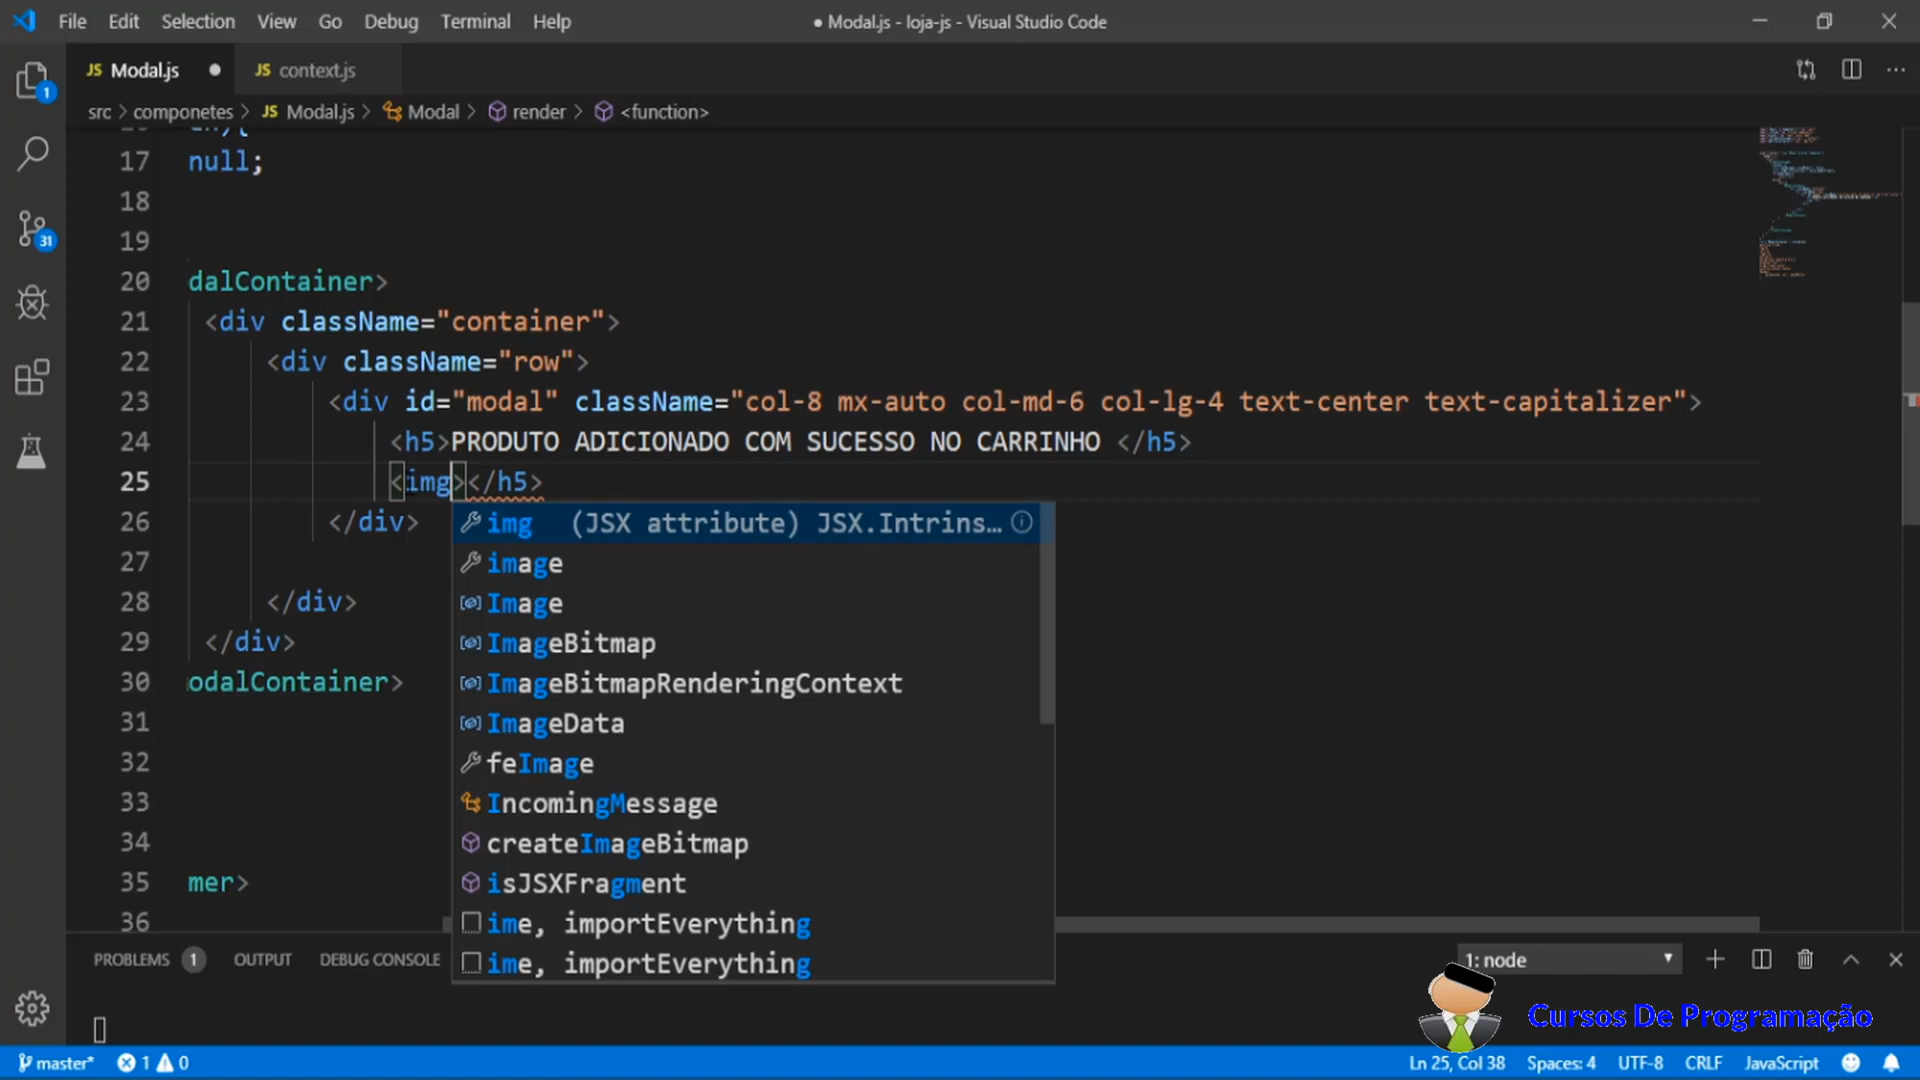 File Edit Selection View Go Debug Terminal Help ● Modal.js - loja-js - Visual Studio Code
JS Modal.js ● JS context.js
1
src > componetes > JS Modal.js > Modal > render > <function>
17 null;
18
19
20 dalContainer>
21 <div className="container">
31
22 <div className="row">
23 <div id="modal" className="col-8 mx-auto col-md-6 col-lg-4 text-center text-capitalizer">
24 <h5>PRODUTO ADICIONADO COM SUCESSO NO CARRINHO </h5>
25 <img></h5>
26 </div>
27
28 </div>
29 </div>
30 odalContainer>
31
32
33
34
35 mer>
36
img (JSX attribute) JSX.Intrins…
image
Image
ImageBitmap
ImageBitmapRenderingContext
ImageData
feImage
IncomingMessage
createImageBitmap
isJSXFragment
ime, importEverything
ime, importEverything
PROBLEMS 1 OUTPUT DEBUG CONSOLE 1: node
Cursos De Programação
master* 1 0 Ln 25, Col 38 Spaces: 4 UTF-8 CRLF JavaScript